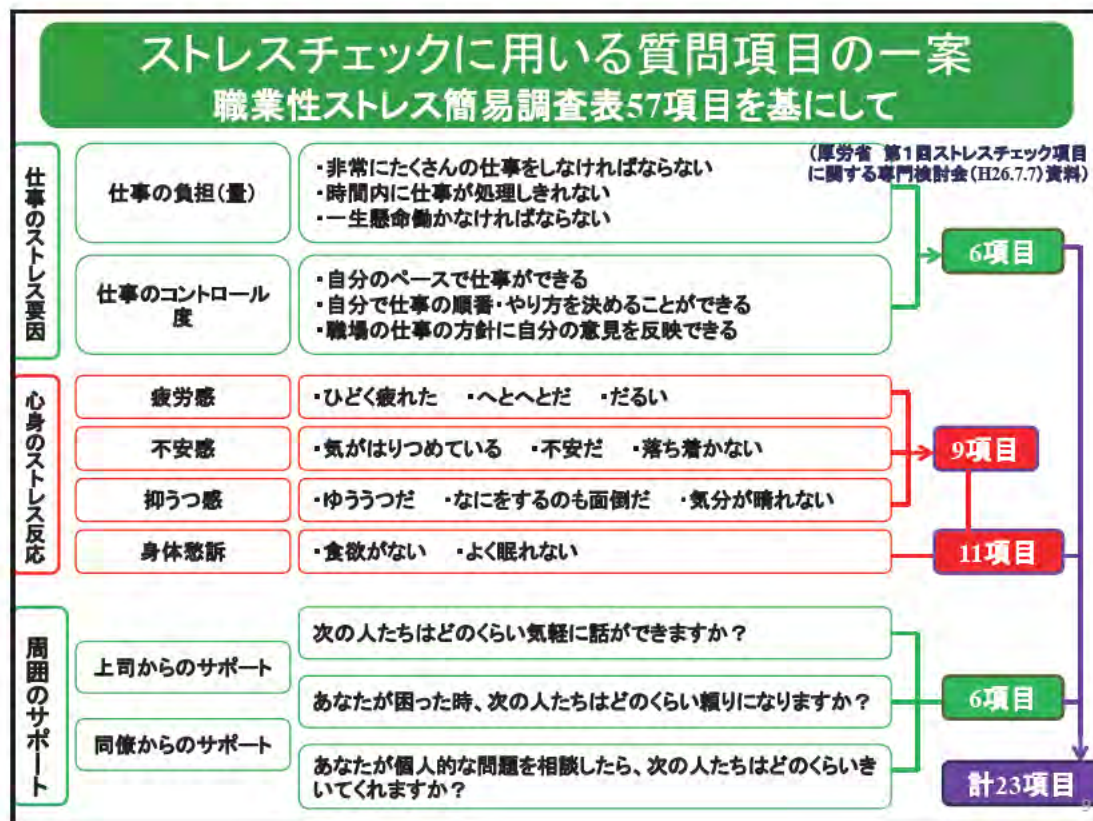 ストレスチェックに用いる質問項目の一案
職業性ストレス簡易調査表57項目を基にして
(厚労省 第1回ストレスチェック項目
に関する専門検討会(H26.7.7)資料)
仕事のストレス要因
仕事の負担(量)
・非常にたくさんの仕事をしなければならない
・時間内に仕事が処理しきれない
・一生懸命働かなければならない
仕事のコントロール
度
・自分のペースで仕事ができる
・自分で仕事の順番・やり方を決めることができる
・職場の仕事の方針に自分の意見を反映できる
6項目
心身のストレス反応
疲労感
・ひどく疲れた ・へとへとだ ・だるい
不安感
・気がはりつめている ・不安だ ・落ち着かない
抑うつ感
・ゆううつだ ・なにをするのも面倒だ ・気分が晴れない
9項目
身体愁訴
・食欲がない ・よく眠れない
11項目
周囲のサポート
上司からのサポート
同僚からのサポート
次の人たちはどのくらい気軽に話ができますか?
あなたが困った時、次の人たちはどのくらい頼りになりますか?
あなたが個人的な問題を相談したら、次の人たちはどのくらいき
いてくれますか?
6項目
計23項目
9